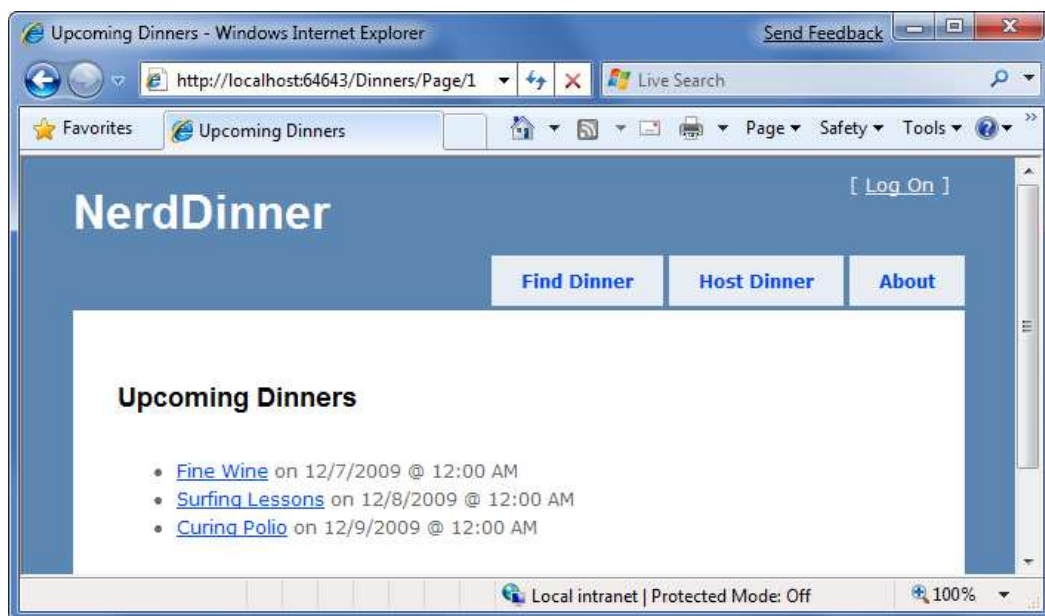 Upcoming Dinners - Windows Internet Explorer
Send Feedback
http://localhost:64643/Dinners/Page/1
Live Search
Favorites
Upcoming Dinners
Page
Safety
Tools
[ Log On ]
NerdDinner
Find Dinner
Host Dinner
About
Upcoming Dinners
• Fine Wine on 12/7/2009 @ 12:00 AM
• Surfing Lessons on 12/8/2009 @ 12:00 AM
• Curing Polio on 12/9/2009 @ 12:00 AM
Local intranet | Protected Mode: Off
100%